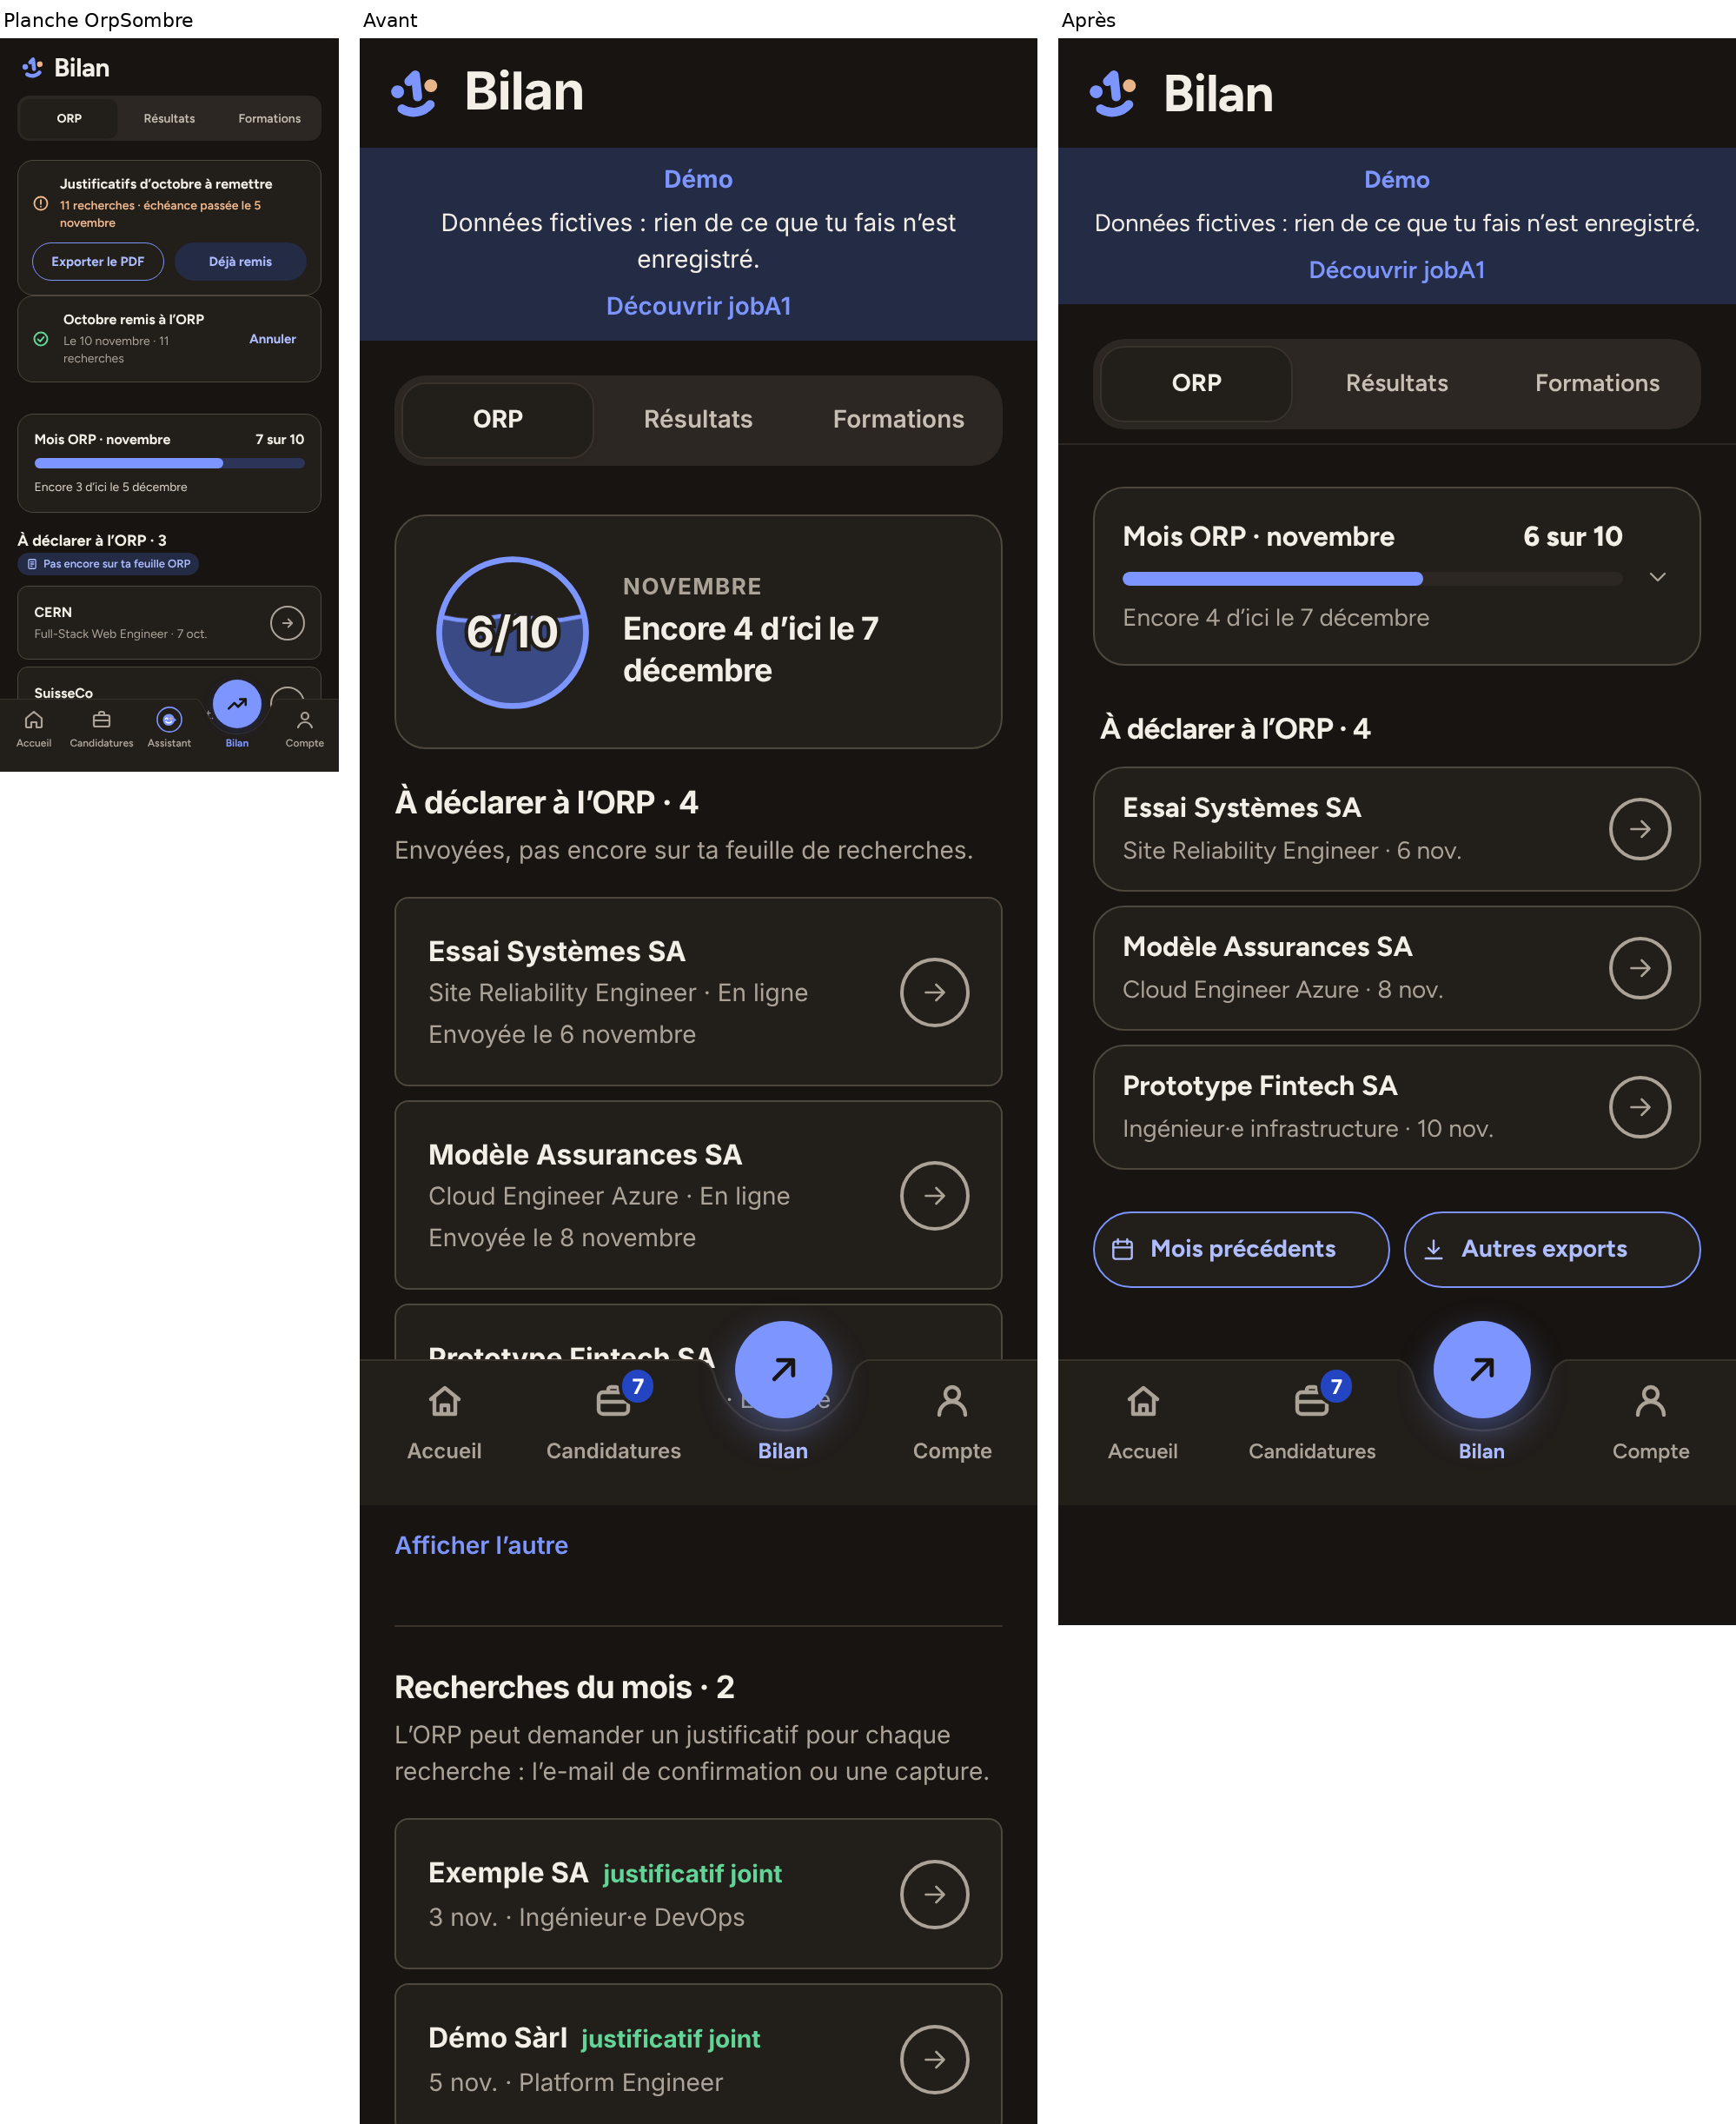 Planche OrpSombre
Bilan
ORP
Résultats
Formations
Justificatifs d’octobre à remettre
11 recherches · échéance passée le 5
novembre
Exporter le PDF
Déjà remis
Octobre remis à l’ORP
Le 10 novembre · 11
recherches
Annuler
Mois ORP · novembre
7 sur 10
Encore 3 d’ici le 5 décembre
À déclarer à l’ORP · 3
Pas encore sur ta feuille ORP
CERN
Full-Stack Web Engineer · 7 oct.
SuisseCo
Accueil
Candidatures
Assistant
Bilan
Compte
Avant
Bilan
Démo
Données fictives : rien de ce que tu fais n’est
enregistré.
Découvrir jobA1
ORP
Résultats
Formations
6/10
NOVEMBRE
Encore 4 d’ici le 7
décembre
À déclarer à l’ORP · 4
Envoyées, pas encore sur ta feuille de recherches.
Essai Systèmes SA
Site Reliability Engineer · En ligne
Envoyée le 6 novembre
Modèle Assurances SA
Cloud Engineer Azure · En ligne
Envoyée le 8 novembre
Prototype Fintech SA
7
Accueil
Candidatures
Bilan
Compte
Afficher l’autre
Recherches du mois · 2
L’ORP peut demander un justificatif pour chaque
recherche : l’e-mail de confirmation ou une capture.
Exemple SA justificatif joint
3 nov. · Ingénieur·e DevOps
Démo Sàrl justificatif joint
5 nov. · Platform Engineer
Après
Bilan
Démo
Données fictives : rien de ce que tu fais n’est enregistré.
Découvrir jobA1
ORP
Résultats
Formations
Mois ORP · novembre
6 sur 10
Encore 4 d’ici le 7 décembre
À déclarer à l’ORP · 4
Essai Systèmes SA
Site Reliability Engineer · 6 nov.
Modèle Assurances SA
Cloud Engineer Azure · 8 nov.
Prototype Fintech SA
Ingénieur·e infrastructure · 10 nov.
Mois précédents
Autres exports
7
Accueil
Candidatures
Bilan
Compte